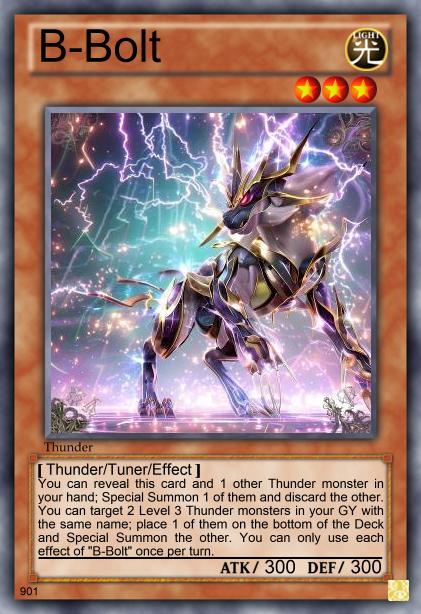 B-Bolt
LIGHT
光
Thunder
[ Thunder/Tuner/Effect ]
You can reveal this card and 1 other Thunder monster in
your hand; Special Summon 1 of them and discard the other.
You can target 2 Level 3 Thunder monsters in your GY with
the same name; place 1 of them on the bottom of the Deck
and Special Summon the other. You can only use each
effect of "B-Bolt" once per turn.
ATK/ 300 DEF/ 300
901